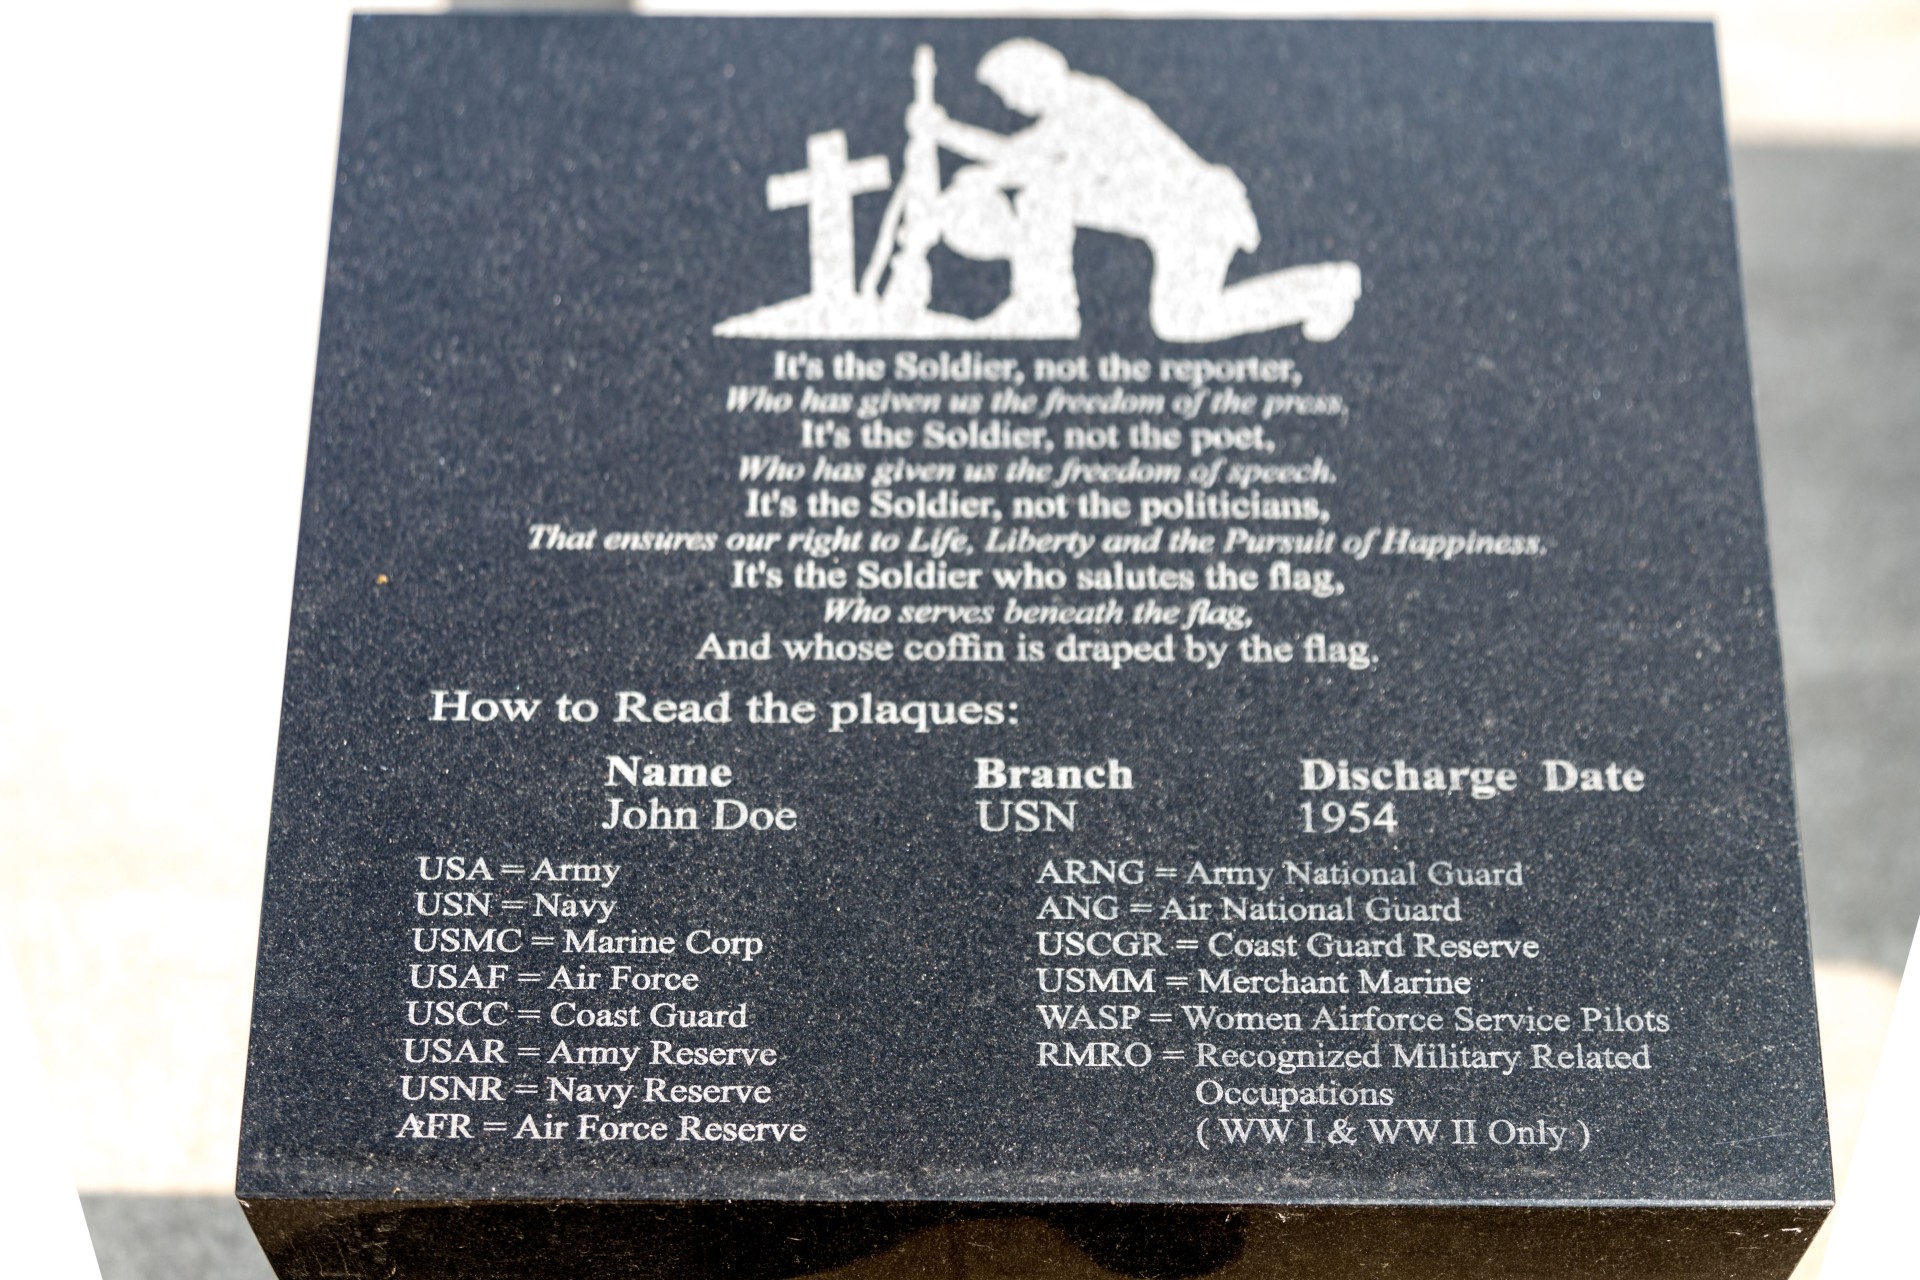 It's the Soldier, not the reporter,
Who has given us the freedom of the press,
It's the Soldier, not the poet,
Who has given us the freedom of speech.
It's the Soldier, not the politicians,
That ensures our right to Life, Liberty and the Pursuit of Happiness.
It's the Soldier who salutes the flag,
Who serves beneath the flag,
And whose coffin is draped by the flag.
How to Read the plaques:
Name Branch Discharge Date
John Doe USN 1954
USA = Army
USN = Navy
USMC = Marine Corp
USAF = Air Force
USCC = Coast Guard
USAR = Army Reserve
USNR = Navy Reserve
AFR = Air Force Reserve
ARNG = Army National Guard
ANG = Air National Guard
USCGR = Coast Guard Reserve
USMM = Merchant Marine
WASP = Women Airforce Service Pilots
RMRO = Recognized Military Related
Occupations
( WW I & WW II Only )